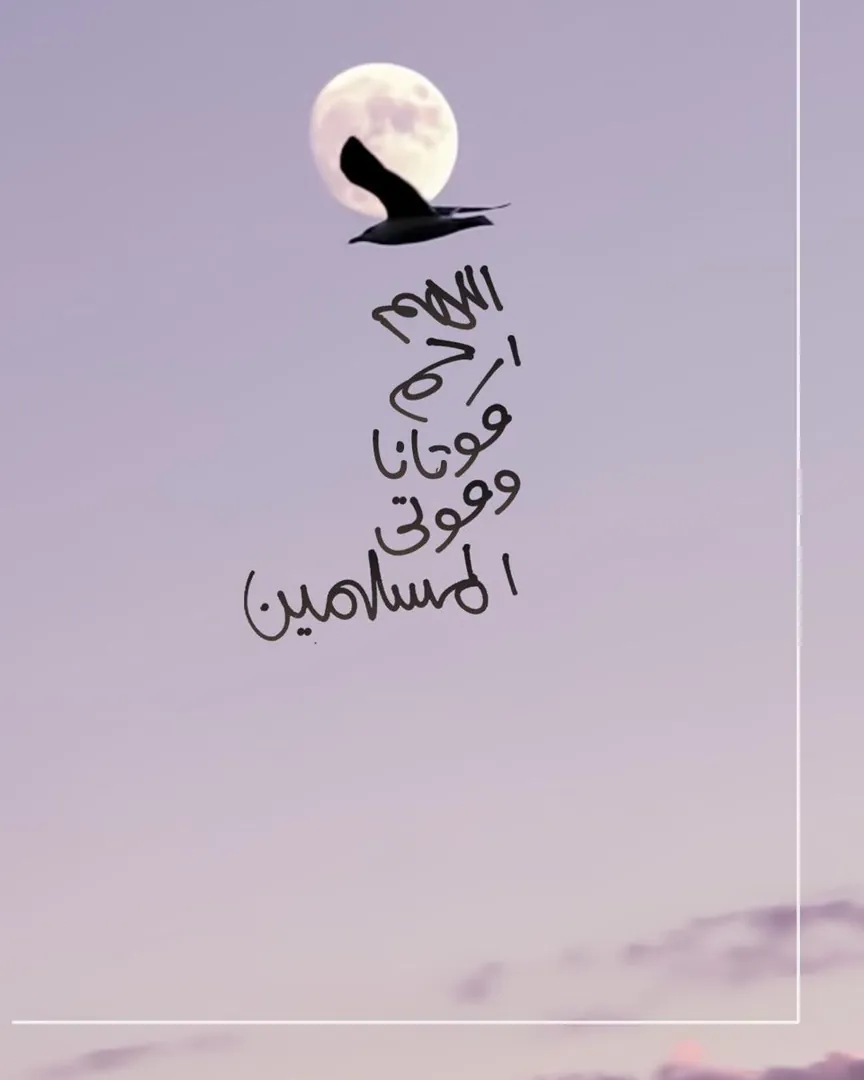 اللهم
ارحم
موتانا
وموتى
المسلمين